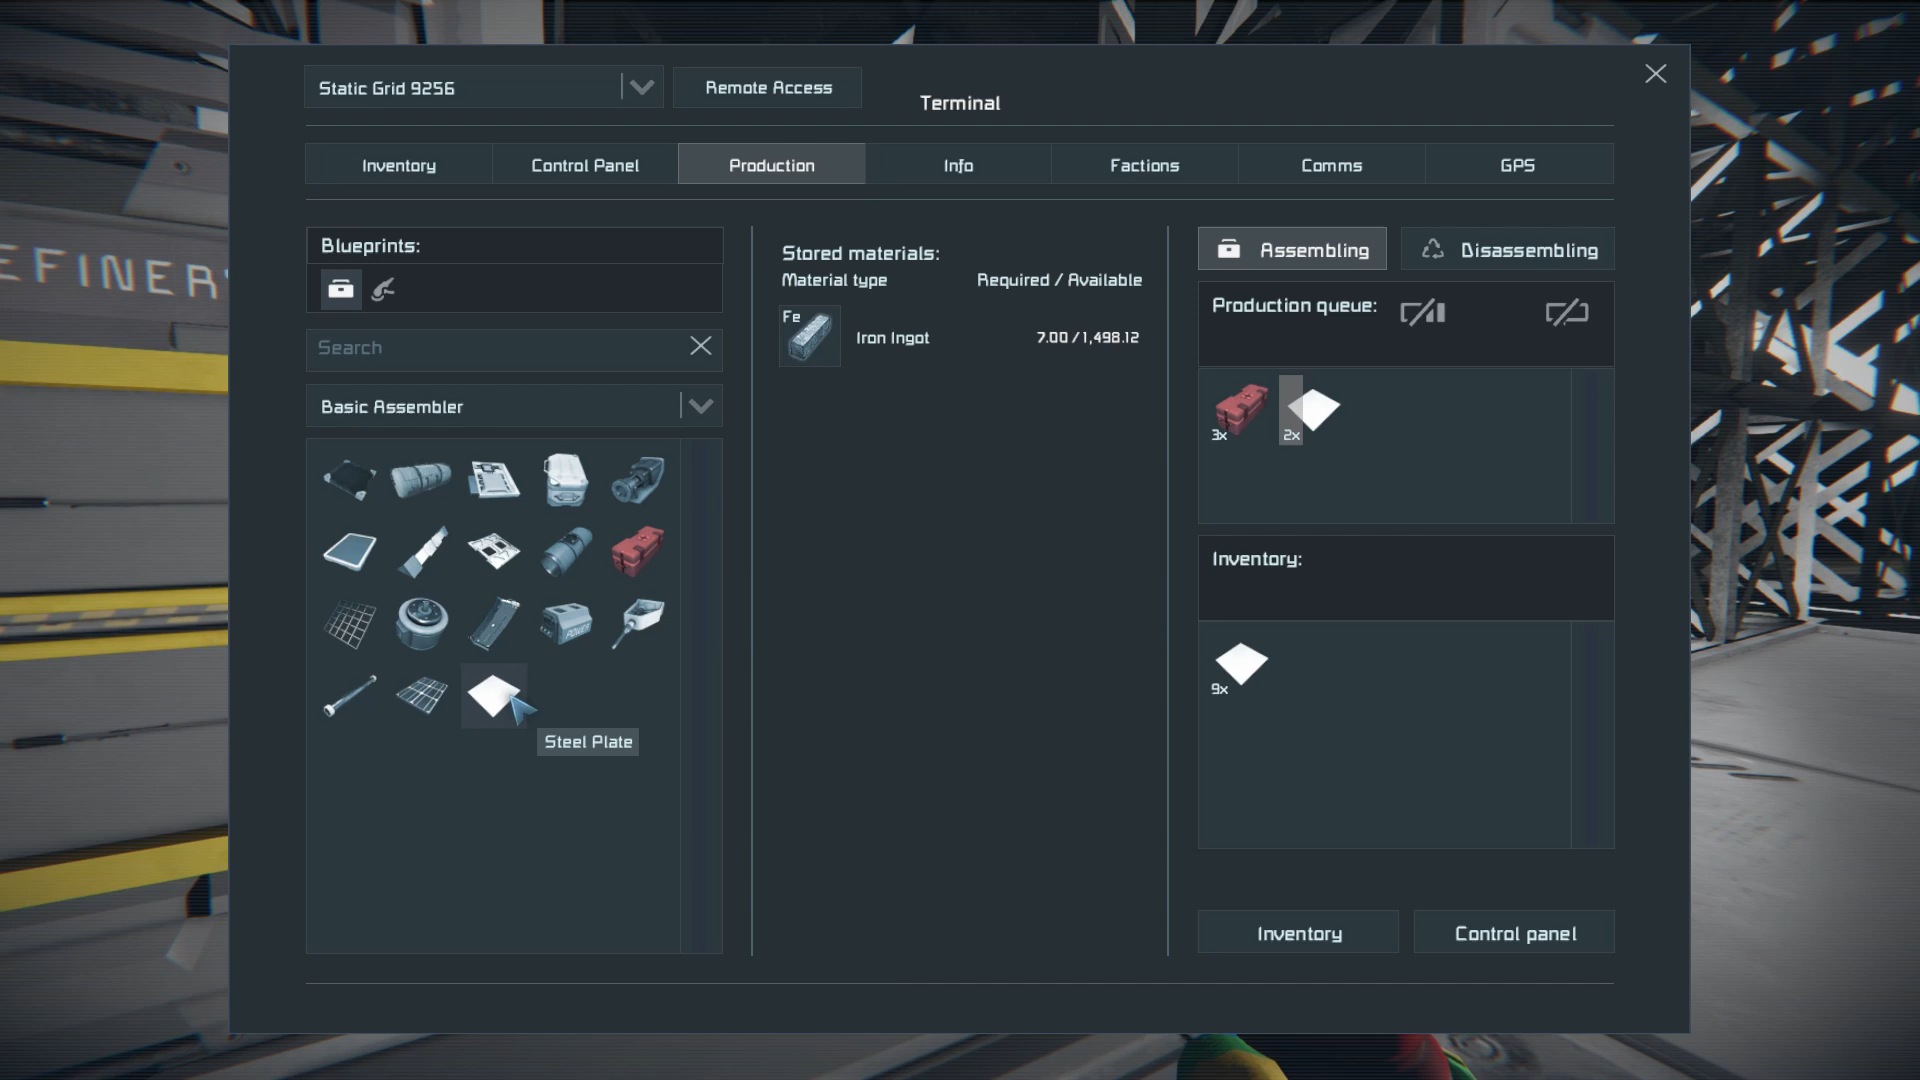 Static Grid 9256
Remote Access
Terminal
Inventory
Control Panel
Production
Info
Factions
Comms
GPS
EFINERY
Blueprints:
Search
Basic Assembler
POWER
Steel Plate
Stored materials:
Material type
Required / Available
Fe
Iron Ingot
7.00 / 1,498.12
Assembling
Disassembling
Production queue:
3x
2x
Inventory:
9x
Inventory
Control panel